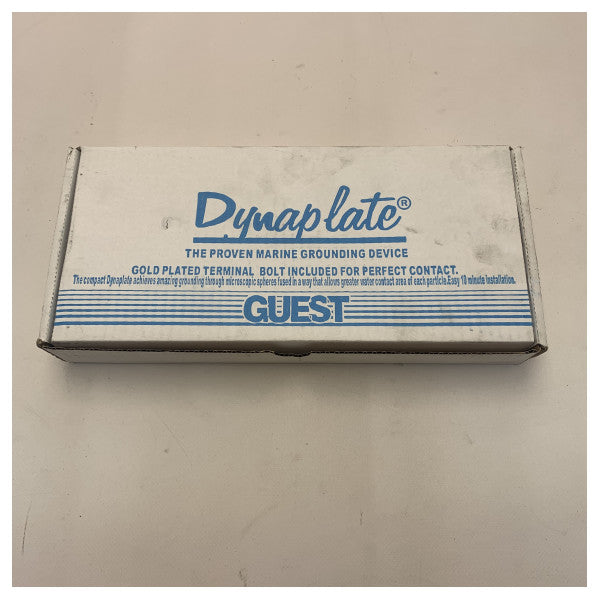 Dynaplate®
THE PROVEN MARINE GROUNDING DEVICE
GOLD PLATED TERMINAL BOLT INCLUDED FOR PERFECT CONTACT.
The compact Dynaplate achieves amazing grounding through microscopic spheres fused in a way that allows greater water contact area of each particle.Easy 10 minute installation.
GUEST